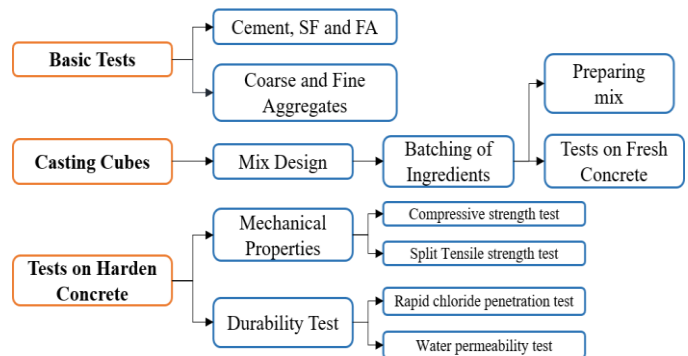 Cement, SF and FA
Basic Tests
Coarse and Fine
Aggregates
Preparing
mix
Casting Cubes
Mix Design
Batching of
Ingredients
Tests on Fresh
Concrete
Mechanical
Properties
Compressive strength test
Split Tensile strength test
Tests on Harden
Concrete
Durability Test
Rapid chloride penetration test
Water permeability test